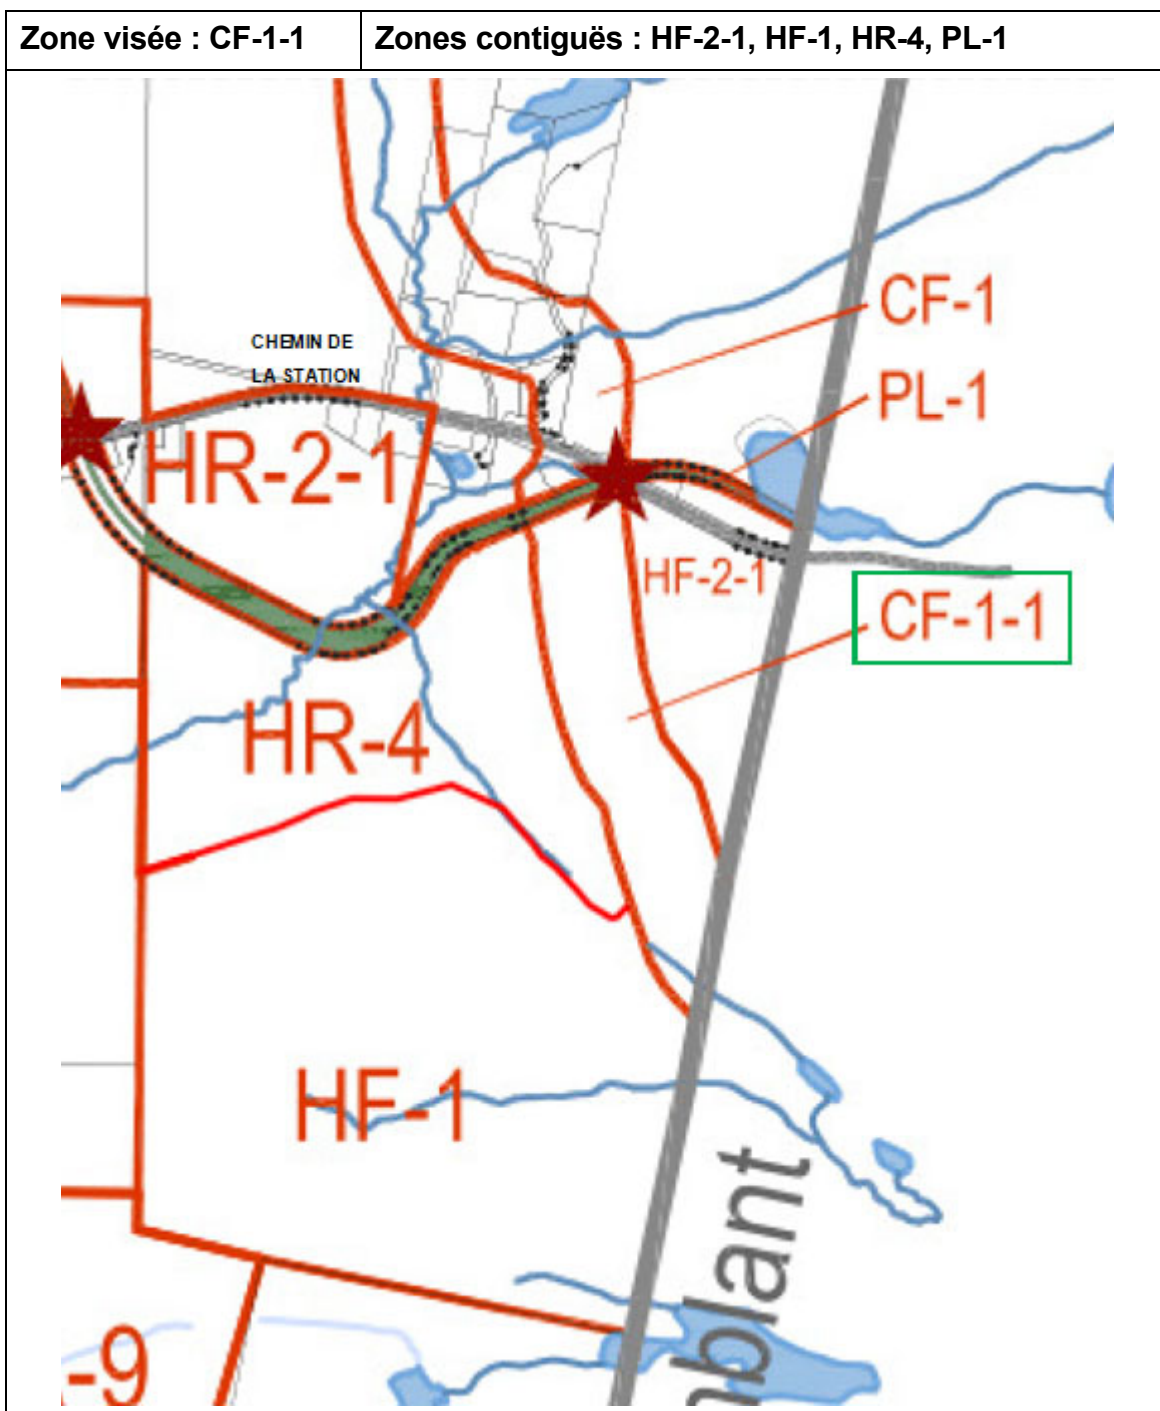 Zone visée : CF-1-1
Zones contiguës : HF-2-1, HF-1, HR-4, PL-1
CF-1
CHEMIN DE
LA STATION
PL-1
HR-2-1
HF-2-1
CF-1-1
HR-4
HF-1
mblant
-9